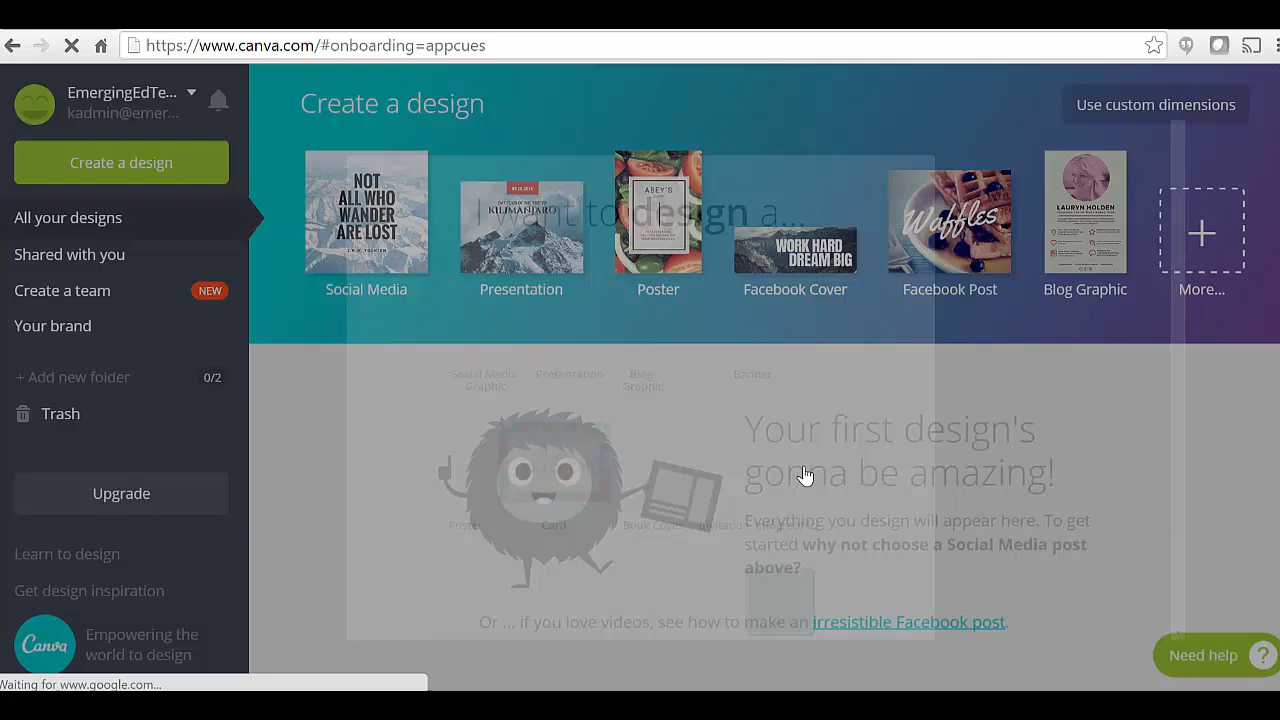 https://www.canva.com/#onboarding=appcues
EmergingEdTe...
kadmin@emer...
Create a design
All your designs
Shared with you
Create a team
NEW
Your brand
+ Add new folder
0/2
Trash
Upgrade
Learn to design
Get design inspiration
Canva
Empowering the
world to design
Waiting for www.google.com...
Create a design
Use custom dimensions
NOT
ALL WHO
WANDER
ARE LOST
J.R.R. TOLKIEN
KILIMANJARO
ABEY'S
WORK HARD
DREAM BIG
Waffles
LAURYN HOLDEN
to design a...
Social Media
Presentation
Poster
Facebook Cover
Facebook Post
Blog Graphic
More...
Social Media
Graphic
Presentation
Blog
Graphic
Banner
Your first design's
gonna be amazing!
Poster
Card
Book Cover
Invitation
Everything you design will appear here. To get
started why not choose a Social Media post
above?
Or ... if you love videos, see how to make an irresistible Facebook post.
Need help ?